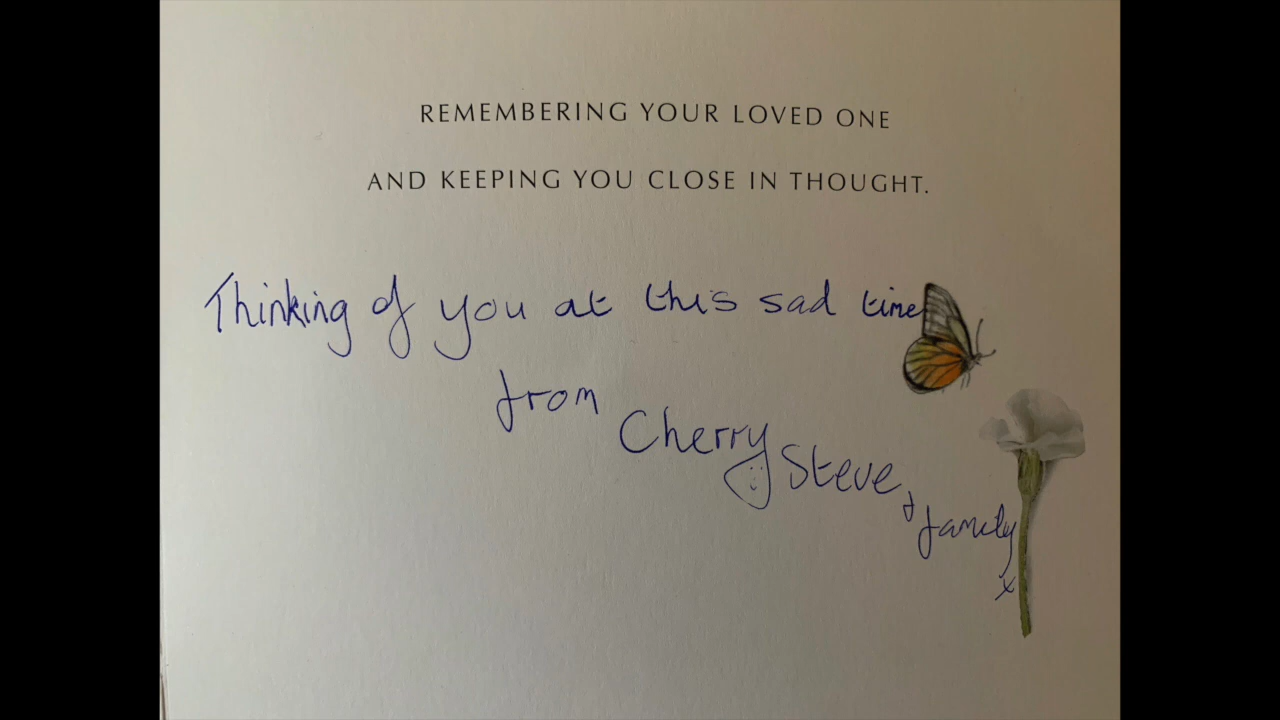 REMEMBERING YOUR LOVED ONE
AND KEEPING YOU CLOSE IN THOUGHT.
Thinking of you at this sad time
from
Cherry Steve,
& family
x